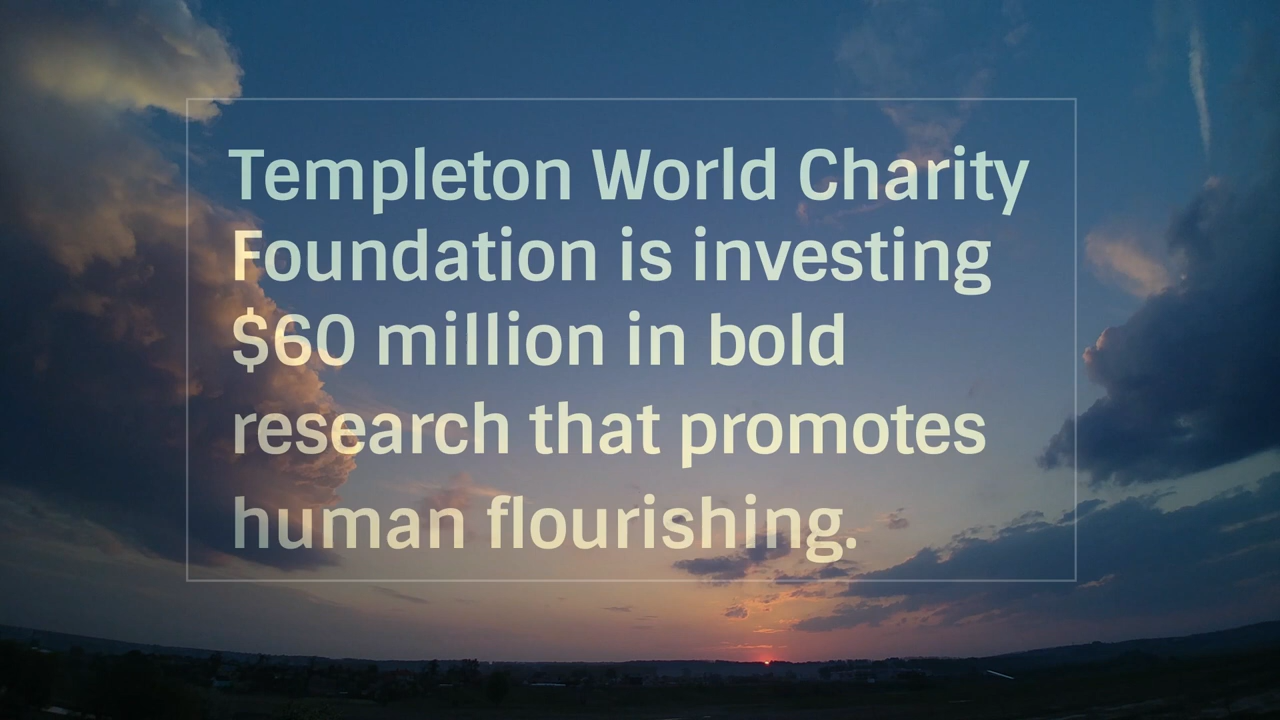 Templeton World Charity
Foundation is investing
$60 million in bold
research that promotes
human flourishing.